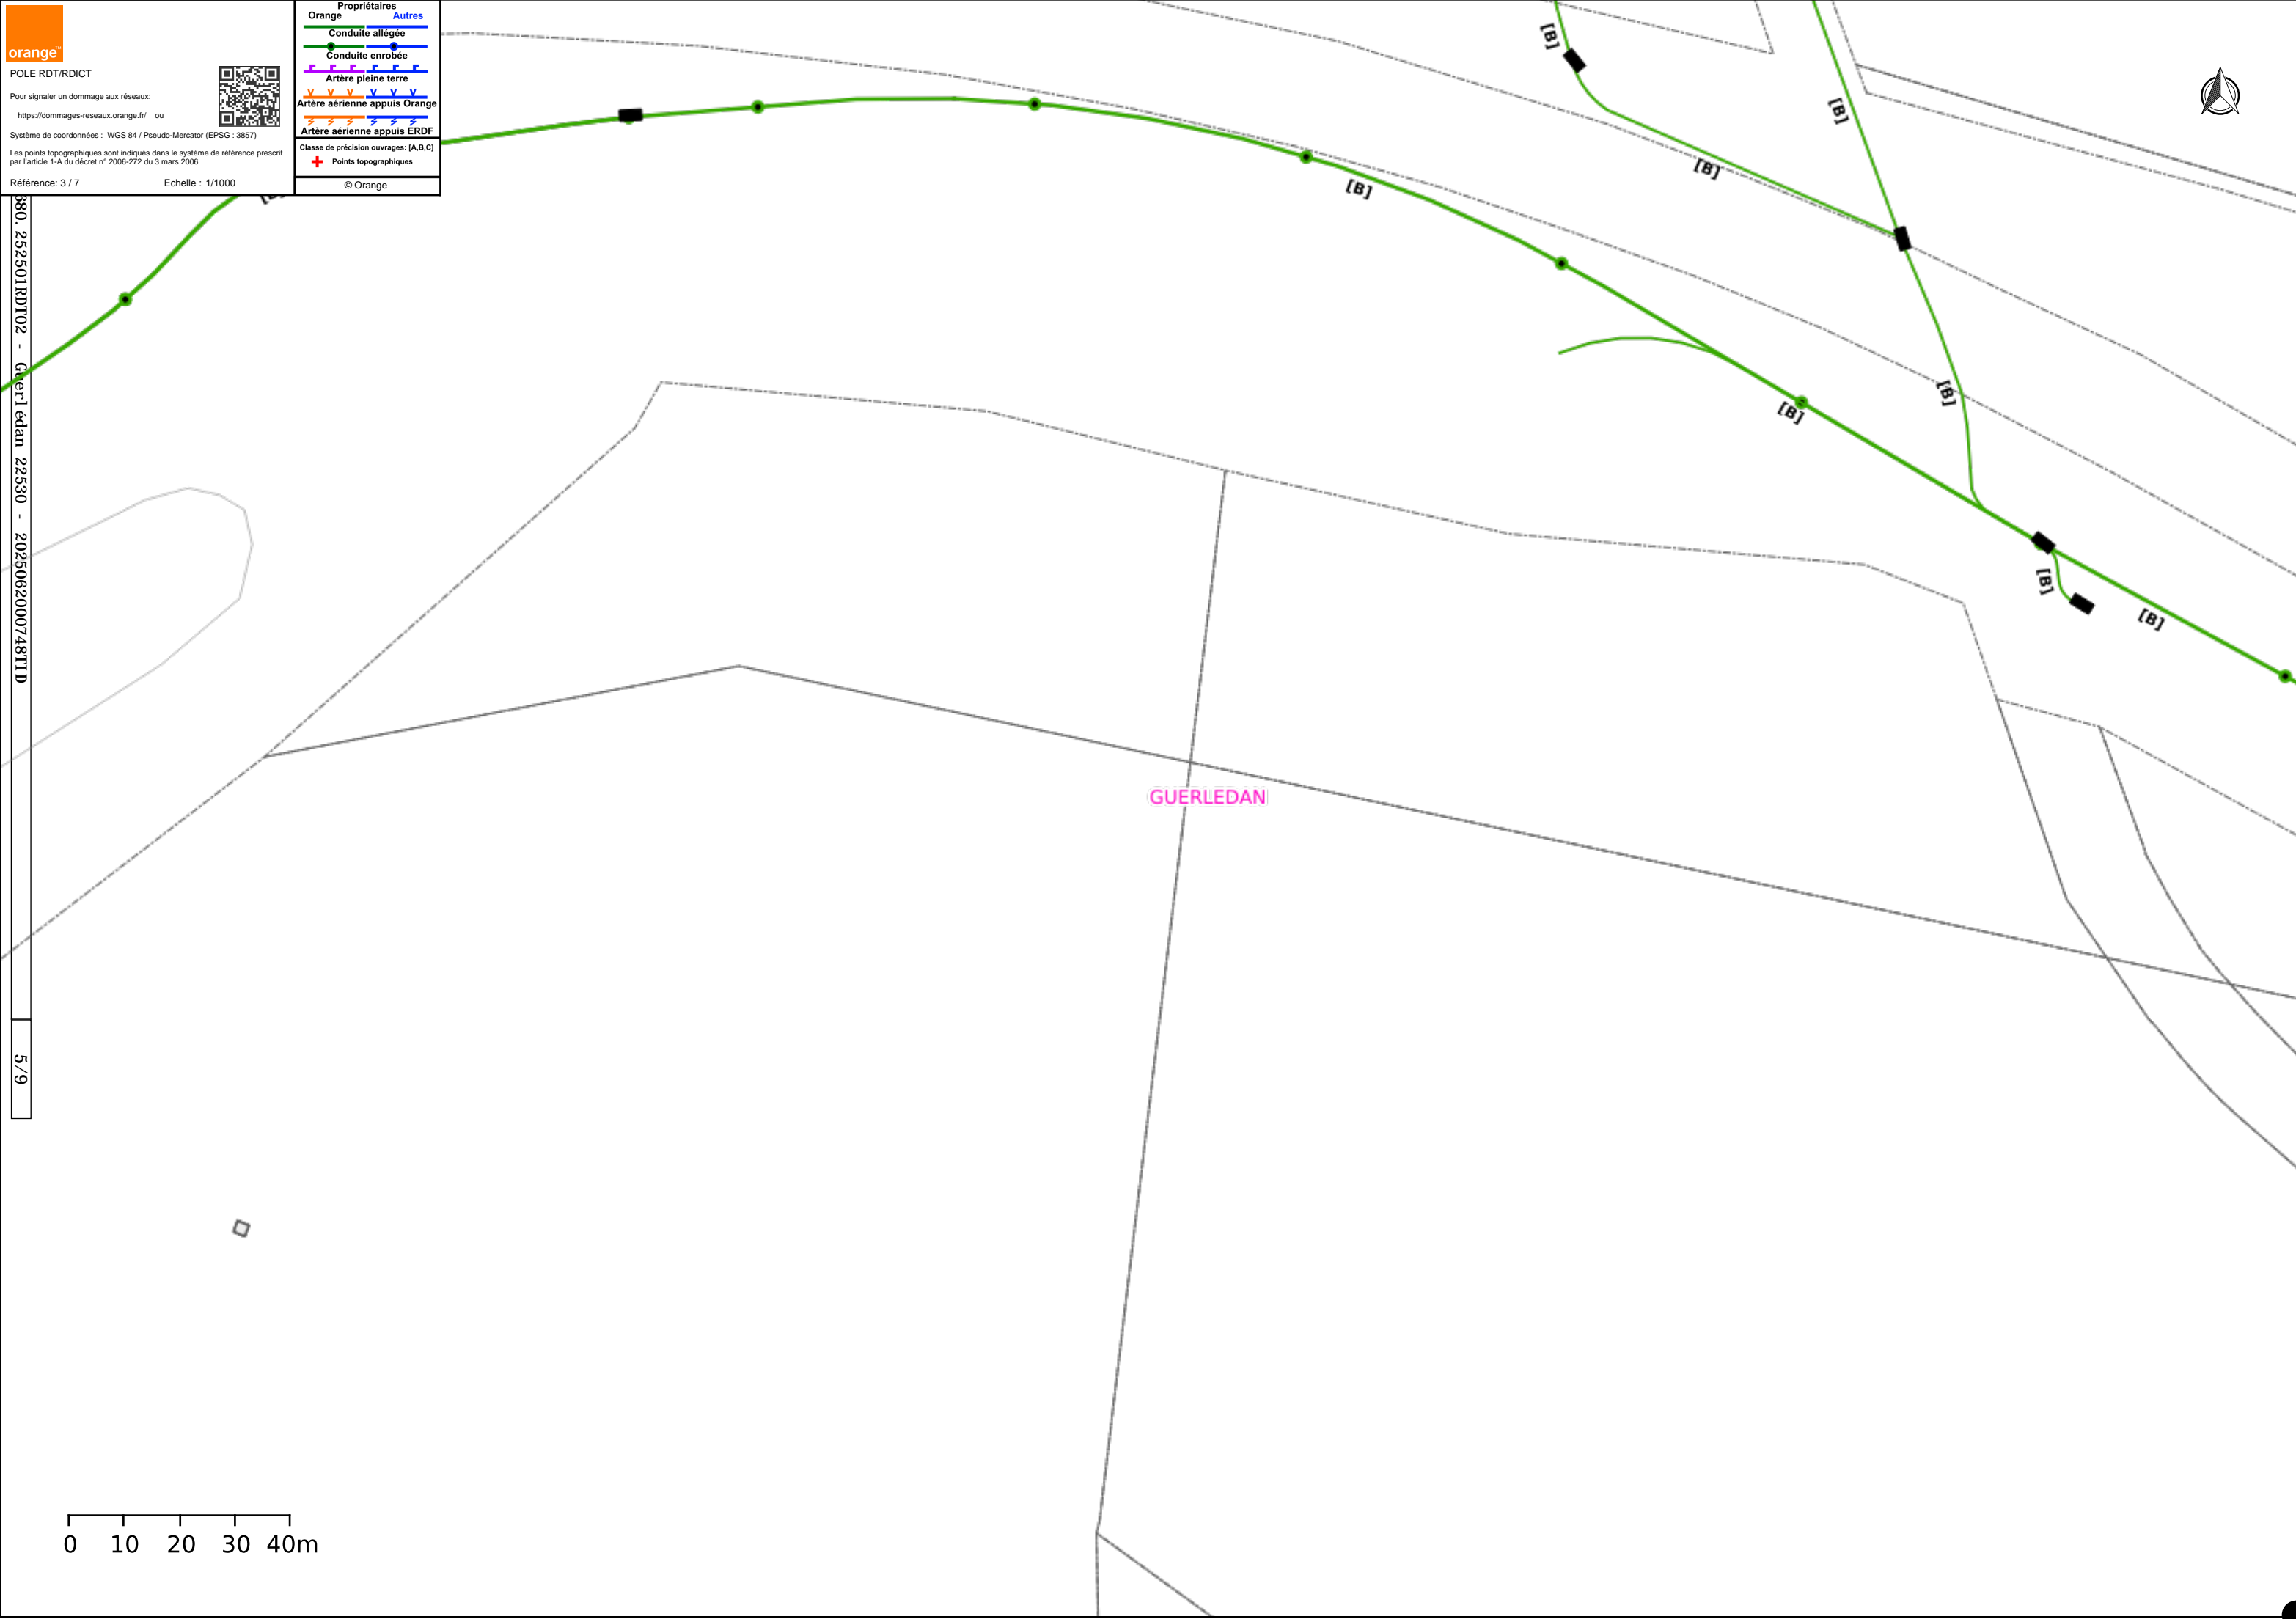 orange™
POLE RDT/RDICT
Pour signaler un dommage aux réseaux:
https://dommages-reseaux.orange.fr/ ou
Système de coordonnées : WGS 84 / Pseudo-Mercator (EPSG : 3857)
Les points topographiques sont indiqués dans le système de référence prescrit
par l'article 1-A du décret n° 2006-272 du 3 mars 2006
Référence: 3 / 7 Echelle : 1/1000
Propriétaires
Orange Autres
Conduite allégée
Conduite enrobée
Artère pleine terre
Artère aérienne appuis Orange
Artère aérienne appuis ERDF
Classe de précision ouvrages: [A,B,C]
Points topographiques
© Orange
[B]
[B]
[B]
[B]
[B]
[B]
[B]
[B]
680. 252501RDT02 - Guerlédan 22530 - 2025062000748TID
5/9
GUERLEDAN
0 10 20 30 40m